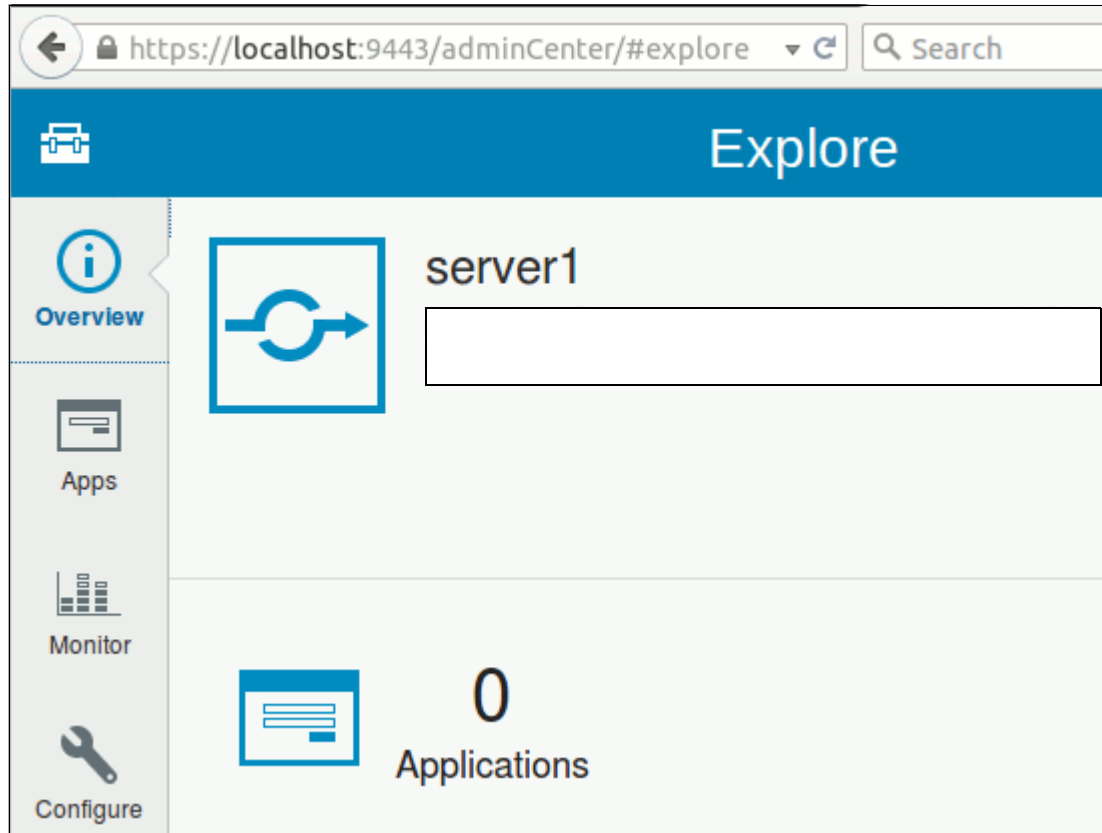 https://localhost:9443/adminCenter/#explore
Search
Explore
Overview
server1
Apps
Monitor
0
Applications
Configure